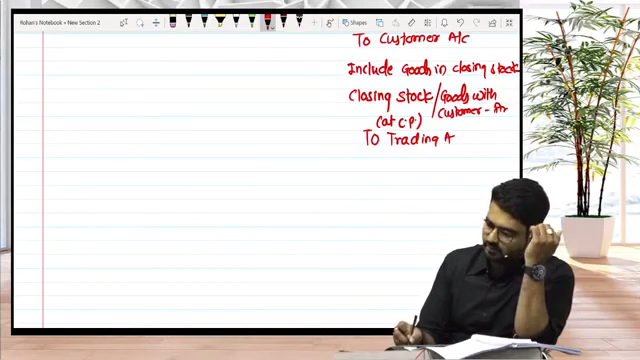 Rohan's Notebook » New Section 2
Shapes
To Customer A/c
Include Goods in closing stock
Closing stock / Goods with
customer - A/c
(at C.P.)
To Trading A